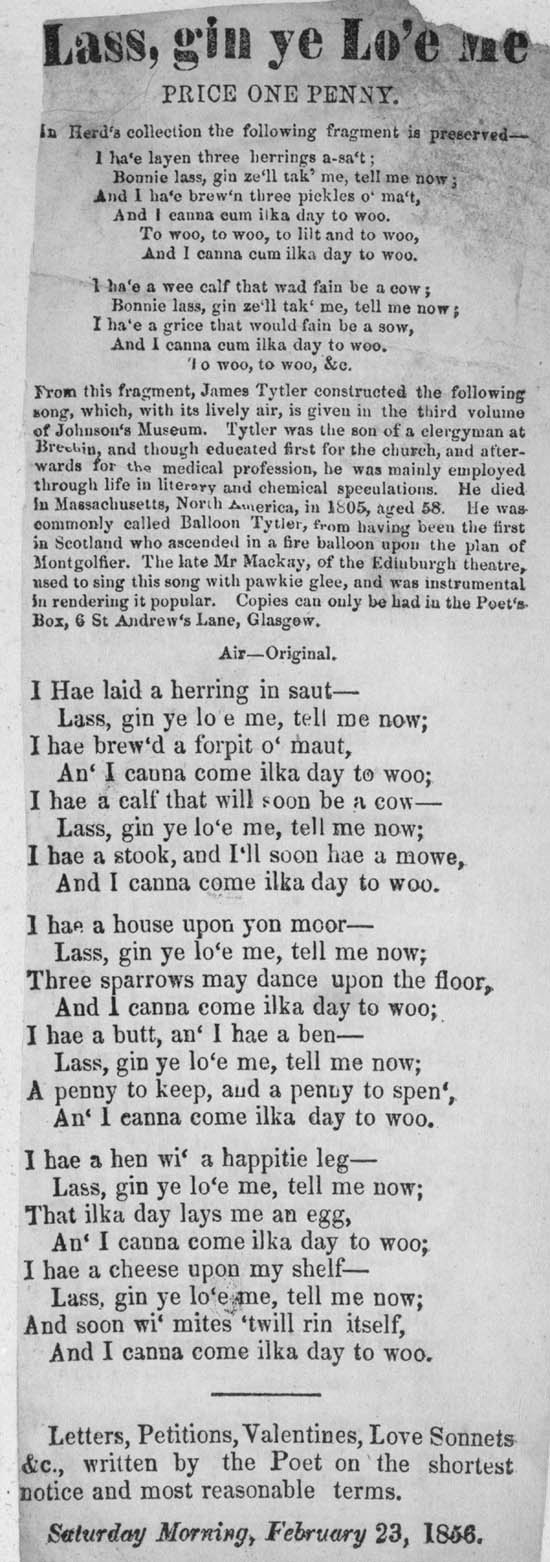 Lass, gin ye Lo'e Me
PRICE ONE PENNY.
In Herd's collection the following fragment is preserved—
I ha'e layen three herrings a-sa't;
Bonnie lass, gin ze'll tak' me, tell me now;
And I ha'e brew'n three pickles o' ma't,
And I canna cum ilka day to woo.
To woo, to woo, to lilt and to woo,
And I canna cum ilka day to woo.
I ha'e a wee calf that wad fain be a cow;
Bonnie lass, gin ze'll tak' me, tell me now;
I ha'e a grice that would fain be a sow,
And I canna cum ilka day to woo.
To woo, to woo, &c.
From this fragment, James Tytler constructed the following
song, which, with its lively air, is given in the third volume
of Johnson's Museum. Tytler was the son of a clergyman at
Brechin, and though educated first for the church, and after-
wards for the medical profession, he was mainly employed
through life in literary and chemical speculations. He died
in Massachusetts, North America, in 1805, aged 58. He was
commonly called Balloon Tytler, from having been the first
in Scotland who ascended in a fire balloon upon the plan of
Montgolfier. The late Mr Mackay, of the Edinburgh theatre,
used to sing this song with pawkie glee, and was instrumental
in rendering it popular. Copies can only be had in the Poet's
Box, 6 St Andrew's Lane, Glasgow.
Air—Original.
I Hae laid a herring in saut—
Lass, gin ye lo'e me, tell me now;
I hae brew'd a forpit o' maut,
An' I canna come ilka day to woo;
I hae a calf that will soon be a cow—
Lass, gin ye lo'e me, tell me now;
I hae a stook, and I'll soon hae a mowe,
And I canna come ilka day to woo.
I hae a house upon yon moor—
Lass, gin ye lo'e me, tell me now;
Three sparrows may dance upon the floor,
And I canna come ilka day to woo;
I hae a butt, an' I hae a ben—
Lass, gin ye lo'e me, tell me now;
A penny to keep, and a penny to spen',
An' I canna come ilka day to woo.
I hae a hen wi' a happitie leg—
Lass, gin ye lo'e me, tell me now;
That ilka day lays me an egg,
An' I canna come ilka day to woo;
I hae a cheese upon my shelf—
Lass, gin ye lo'e me, tell me now;
And soon wi' mites 'twill rin itself,
And I canna come ilka day to woo.
Letters, Petitions, Valentines, Love Sonnets
&c., written by the Poet on the shortest
notice and most reasonable terms.
Saturday Morning, February 23, 1856.